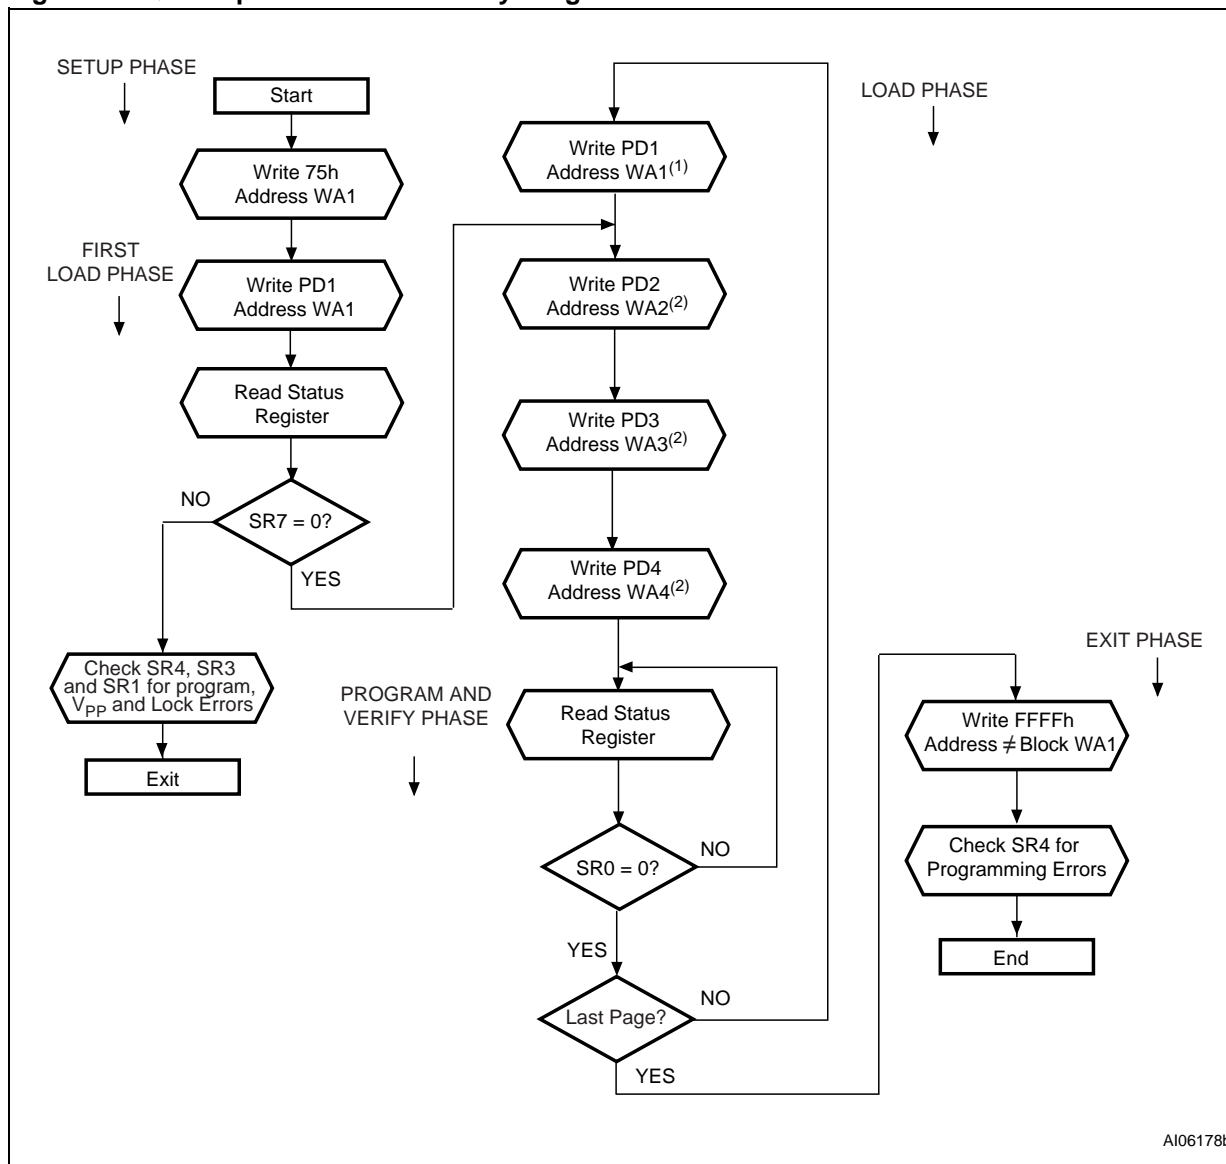 SETUP PHASE
Start
Write 75h
Address WA1
FIRST
LOAD PHASE
Write PD1
Address WA1
Read Status
Register
NO
SR7 = 0?
YES
Check SR4, SR3
and SR1 for program,
VPP and Lock Errors
Exit
LOAD PHASE
Write PD1
Address WA1(1)
Write PD2
Address WA2(2)
Write PD3
Address WA3(2)
Write PD4
Address WA4(2)
PROGRAM AND
VERIFY PHASE
Read Status
Register
NO
SR0 = 0?
YES
NO
Last Page?
YES
EXIT PHASE
Write FFFFh
Address ≠ Block WA1
Check SR4 for
Programming Errors
End
AI06178b